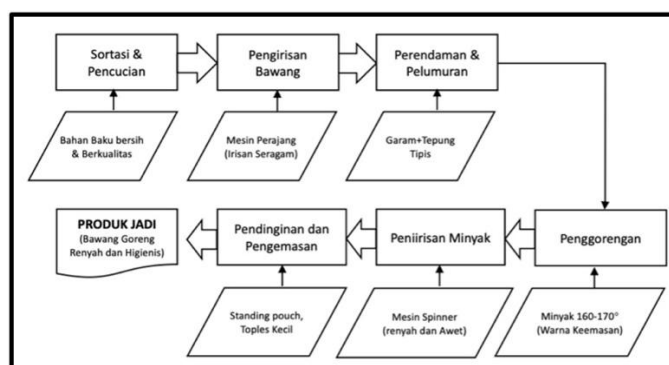 Sortasi &
Pencucian
Pengirisan
Bawang
Perendaman &
Pelumuran
Bahan Baku bersih
& Berkualitas
Mesin Perajang
(Irisan Seragam)
Garam+Tepung
Tipis
PRODUK JADI
(Bawang Goreng
Renyah dan Higienis)
Pendinginan dan
Pengemasan
Peniirisan Minyak
Penggorengan
Standing pouch,
Toples Kecil
Mesin Spinner
(renyah dan Awet)
Minyak 160-170°
(Warna Keemasan)